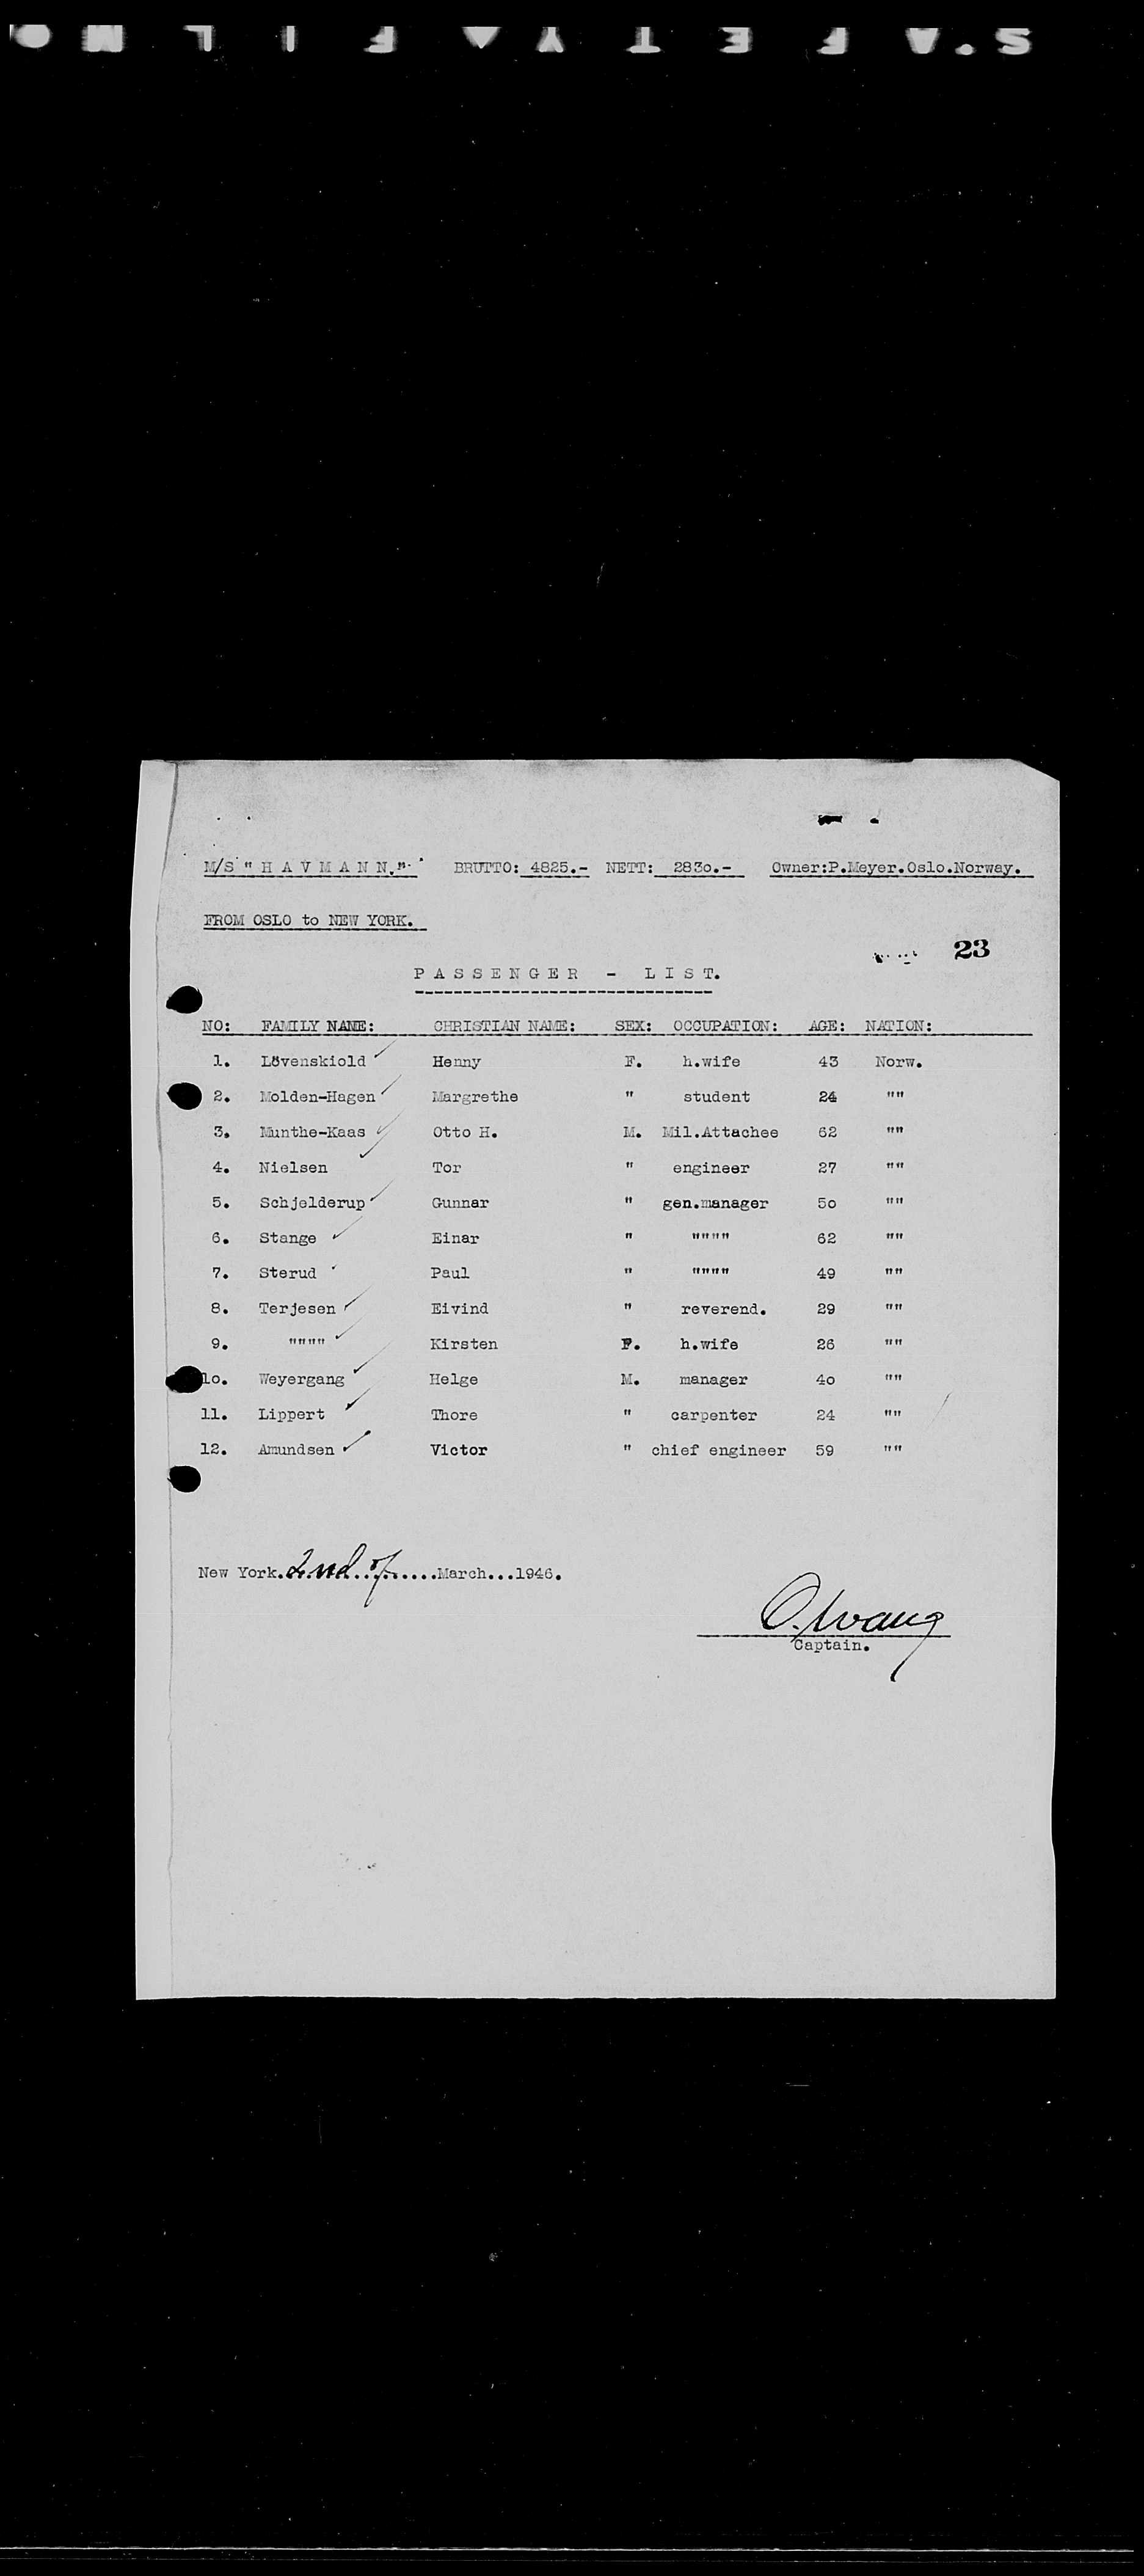 S.A F E T Y ▲ F I L M ●
M/S " H A V M A N N." BRUTTO: 4825.- NETT: 283o.- Owner:P.Meyer.Oslo.Norway.
FROM OSLO to NEW YORK.
23
P A S S E N G E R - L I S T.
NO: FAMILY NAME: CHRISTIAN NAME: SEX: OCCUPATION: AGE: NATION:
1. Lövenskiold Henny F. h.wife 43 Norw.
2. Molden-Hagen Margrethe " student 24 ""
3. Munthe-Kaas Otto H. M. Mil.Attachee 62 ""
4. Nielsen Tor " engineer 27 ""
5. Schjelderup Gunnar " gen.manager 5o ""
6. Stange Einar " """" 62 ""
7. Sterud Paul " """" 49 ""
8. Terjesen Eivind " reverend. 29 ""
9. """" Kirsten F. h.wife 26 ""
1o. Weyergang Helge M. manager 4o ""
11. Lippert Thore " carpenter 24 ""
12. Amundsen Victor " chief engineer 59 ""
New York.2nd of.....March...1946.
Captain.